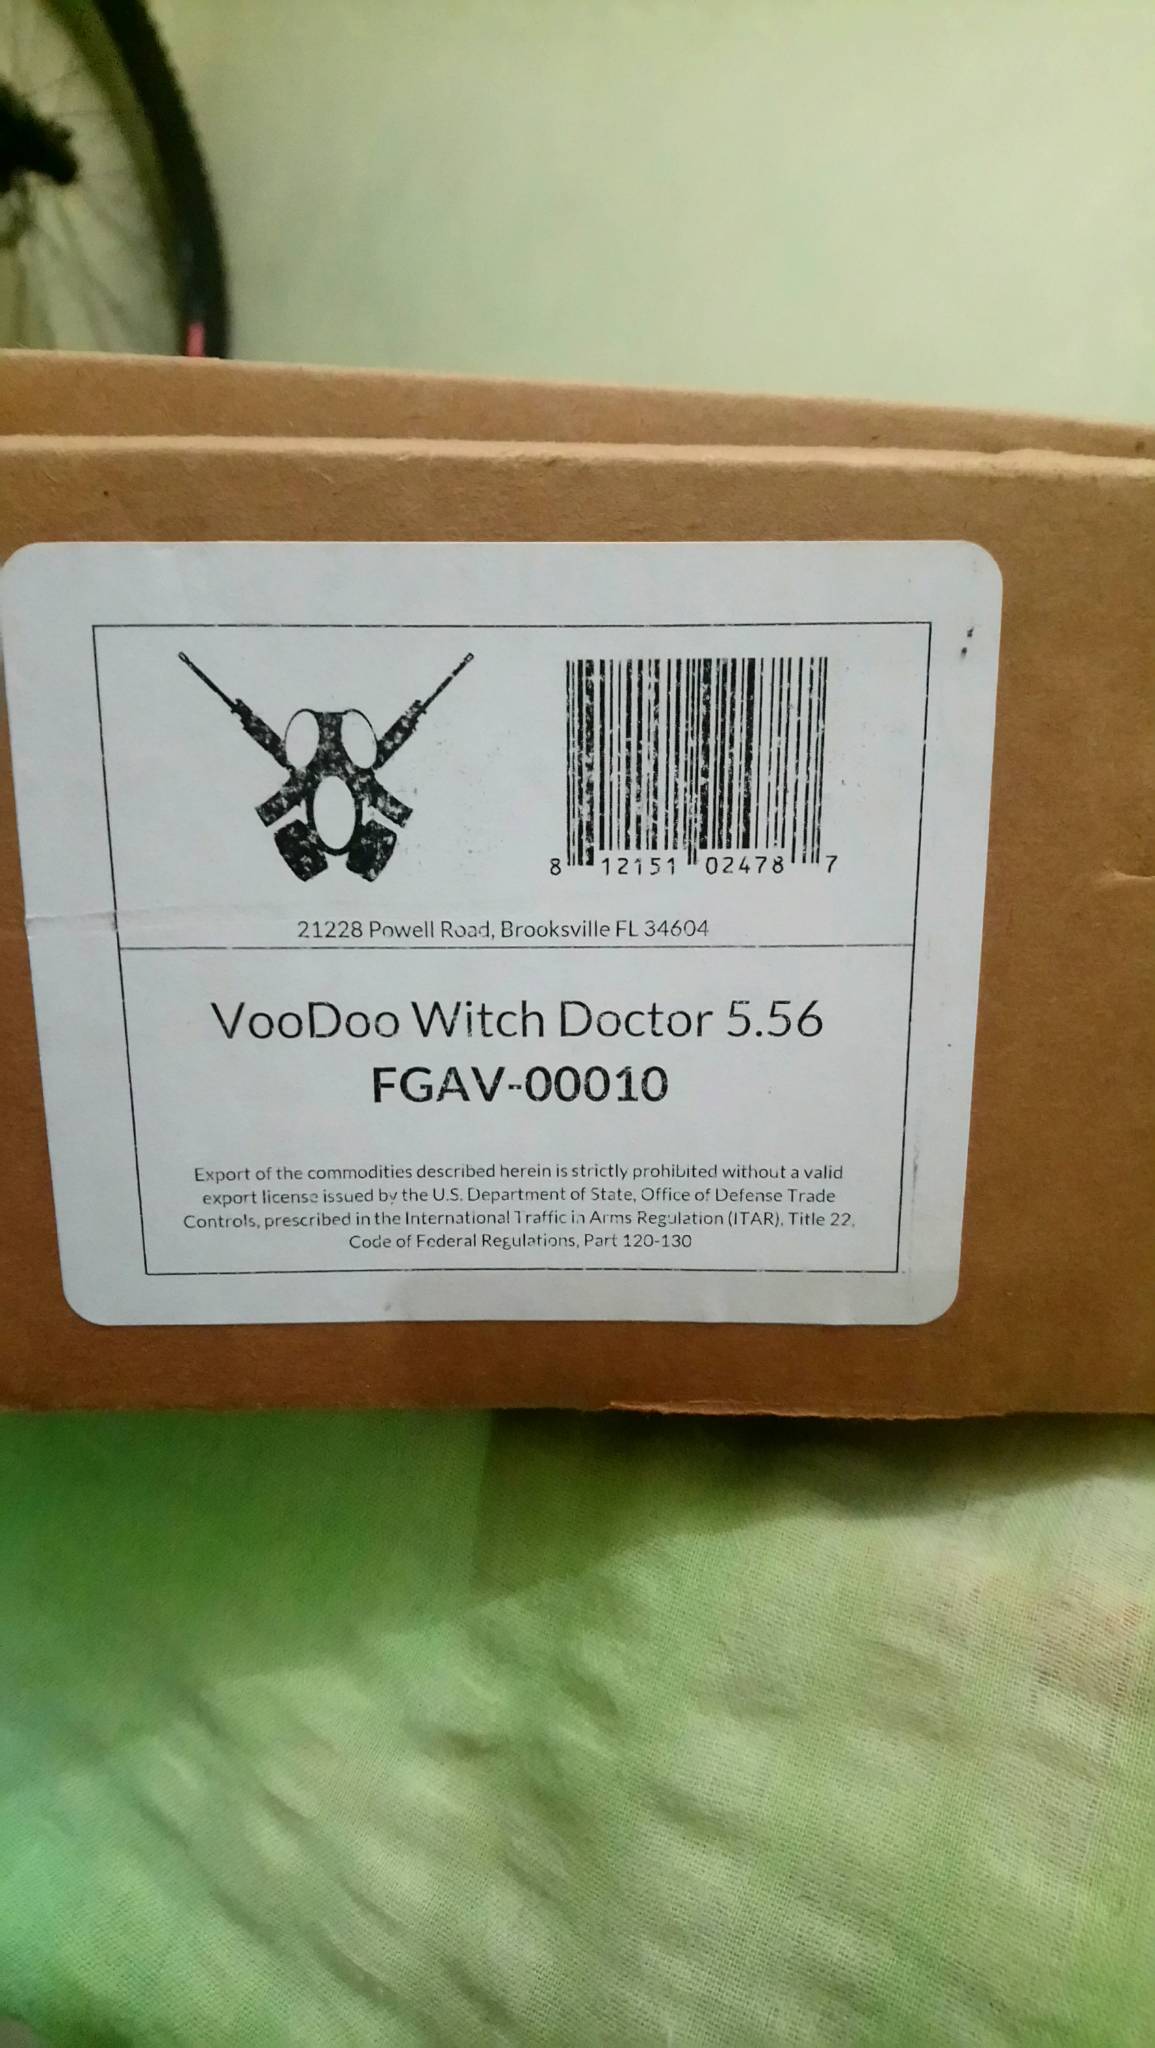 8 12151 02478 7
21228 Powell Road, Brooksville FL 34604
VooDoo Witch Doctor 5.56
FGAV-00010
Export of the commodities described herein is strictly prohibited without a valid
export license issued by the U.S. Department of State, Office of Defense Trade
Controls, prescribed in the International Traffic in Arms Regulation (ITAR), Title 22,
Code of Federal Regulations, Part 120-130